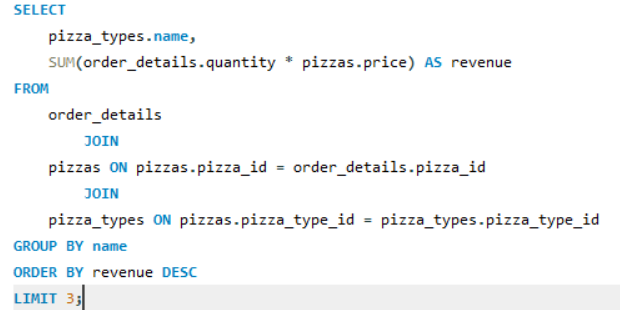 SELECT
    pizza_types.name,
    SUM(order_details.quantity * pizzas.price) AS revenue
FROM
    order_details
        JOIN
    pizzas ON pizzas.pizza_id = order_details.pizza_id
        JOIN
    pizza_types ON pizzas.pizza_type_id = pizza_types.pizza_type_id
GROUP BY name
ORDER BY revenue DESC
LIMIT 3;